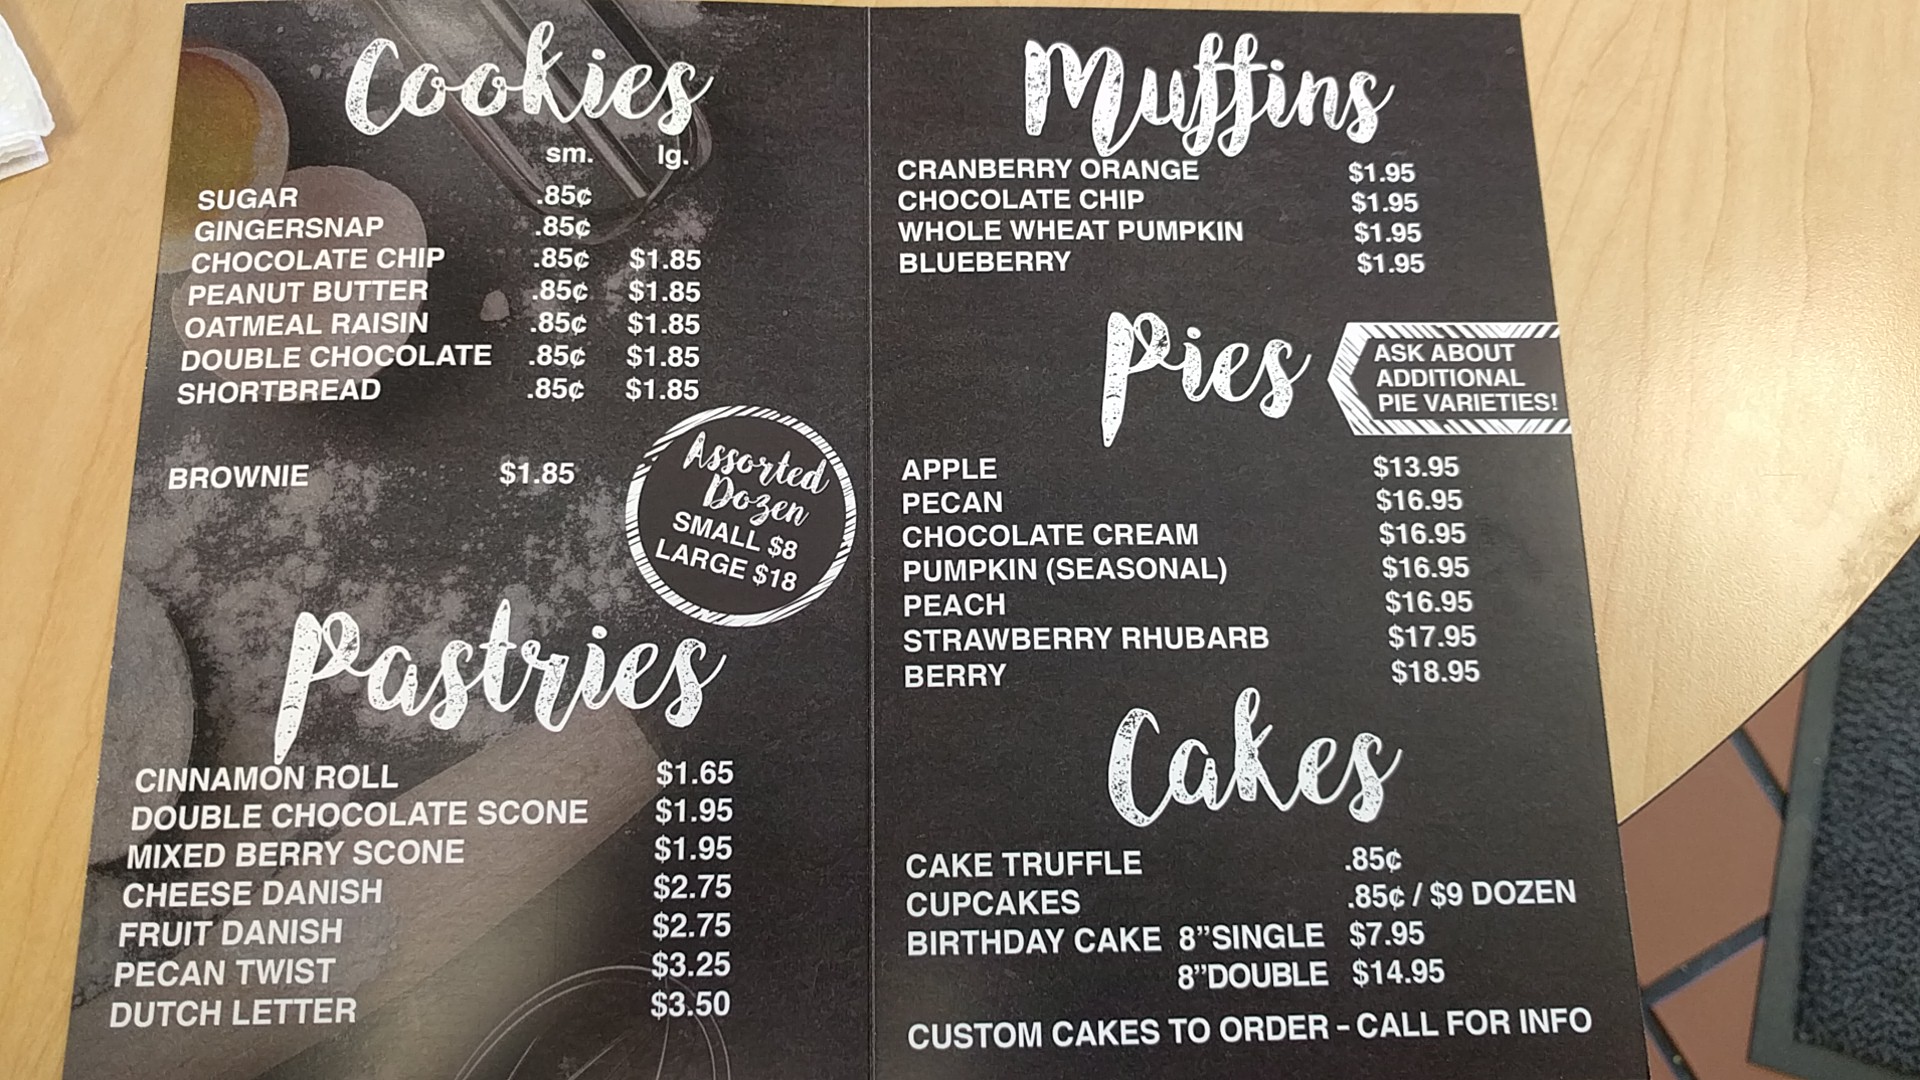 Cookies
sm. lg.
SUGAR .85¢
GINGERSNAP .85¢
CHOCOLATE CHIP .85¢ $1.85
PEANUT BUTTER .85¢ $1.85
OATMEAL RAISIN .85¢ $1.85
DOUBLE CHOCOLATE .85¢ $1.85
SHORTBREAD .85¢ $1.85
BROWNIE $1.85
Assorted
Dozen
SMALL $8
LARGE $18
Pastries
CINNAMON ROLL $1.65
DOUBLE CHOCOLATE SCONE $1.95
MIXED BERRY SCONE $1.95
CHEESE DANISH $2.75
FRUIT DANISH $2.75
PECAN TWIST $3.25
DUTCH LETTER $3.50
Muffins
CRANBERRY ORANGE $1.95
CHOCOLATE CHIP $1.95
WHOLE WHEAT PUMPKIN $1.95
BLUEBERRY $1.95
Pies
ASK ABOUT
ADDITIONAL
PIE VARIETIES!
APPLE $13.95
PECAN $16.95
CHOCOLATE CREAM $16.95
PUMPKIN (SEASONAL) $16.95
PEACH $16.95
STRAWBERRY RHUBARB $17.95
BERRY $18.95
Cakes
CAKE TRUFFLE .85¢
CUPCAKES .85¢ / $9 DOZEN
BIRTHDAY CAKE 8”SINGLE $7.95
8”DOUBLE $14.95
CUSTOM CAKES TO ORDER – CALL FOR INFO